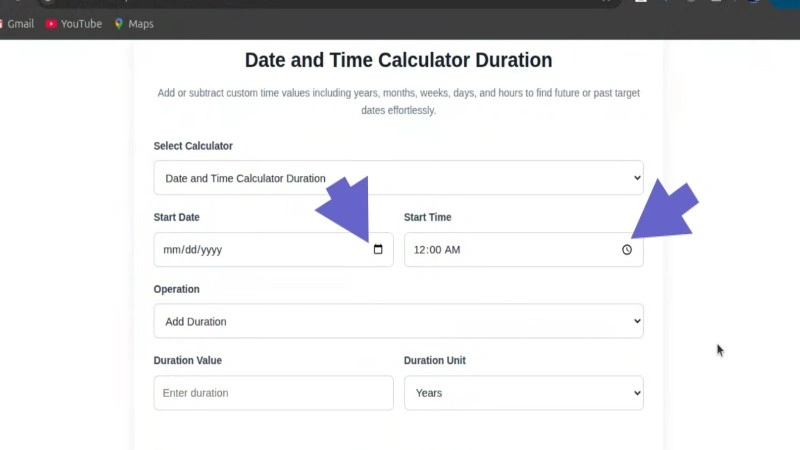 Gmail YouTube Maps
Date and Time Calculator Duration
Add or subtract custom time values including years, months, weeks, days, and hours to find future or past target
dates effortlessly.
Select Calculator
Date and Time Calculator Duration
Start Date Start Time
mm/dd/yyyy 12:00 AM
Operation
Add Duration
Duration Value Duration Unit
Enter duration Years